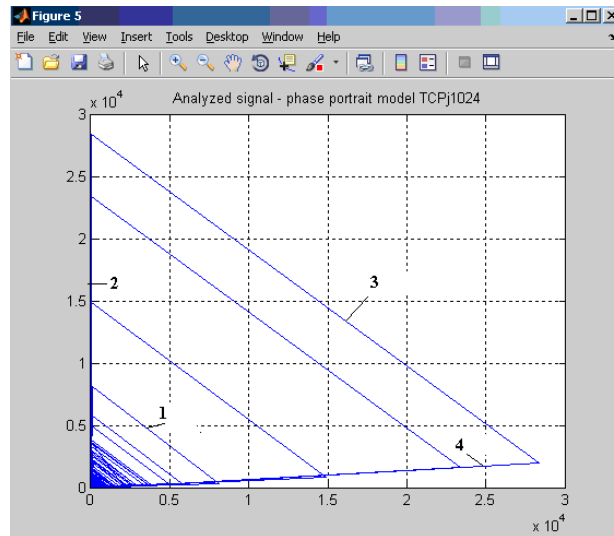 Figure 5
File Edit View Insert Tools Desktop Window Help
x 10^4
Analyzed signal - phase portrait model TCPj1024
3
2.5
2
1.5
1
0.5
0
2
3
1
4
0 0.5 1 1.5 2 2.5 3
x 10^4